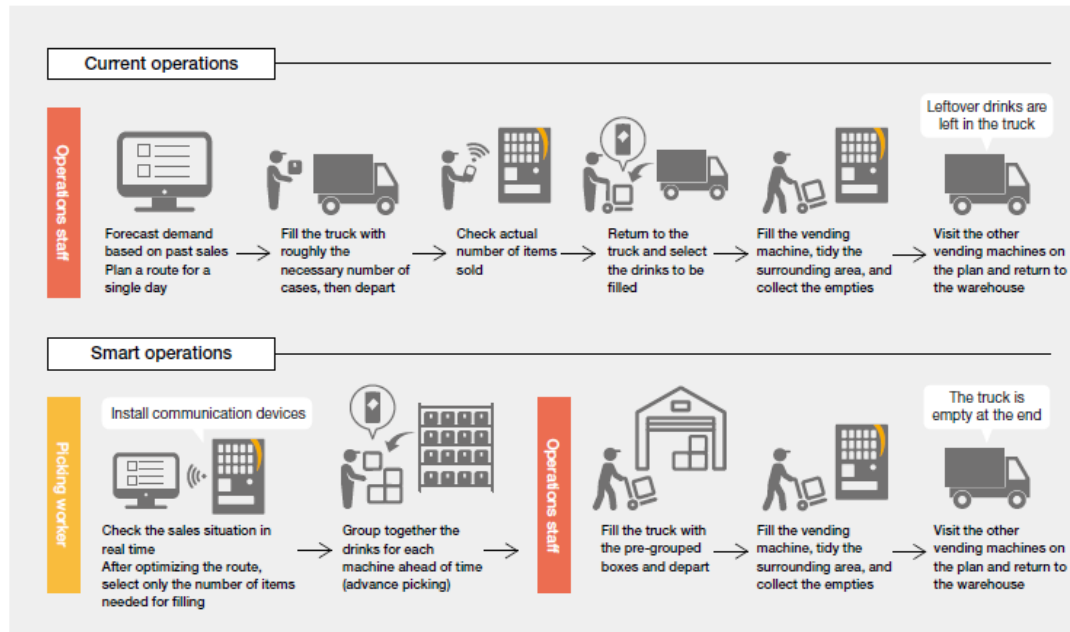 Current operations
Operations staff
Forecast demand
based on past sales
Plan a route for a
single day
Fill the truck with
roughly the
necessary number of
cases, then depart
Check actual
number of items
sold
Return to the
truck and select
the drinks to be
filled
Fill the vending
machine, tidy the
surrounding area, and
collect the empties
Leftover drinks are
left in the truck
Visit the other
vending machines on
the plan and return to
the warehouse
Smart operations
Picking worker
Install communication devices
Check the sales situation in
real time
After optimizing the route,
select only the number of items
needed for filling
Group together the
drinks for each
machine ahead of time
(advance picking)
Operations staff
Fill the truck with
the pre-grouped
boxes and depart
Fill the vending
machine, tidy the
surrounding area, and
collect the empties
The truck is
empty at the end
Visit the other
vending machines on
the plan and return to
the warehouse